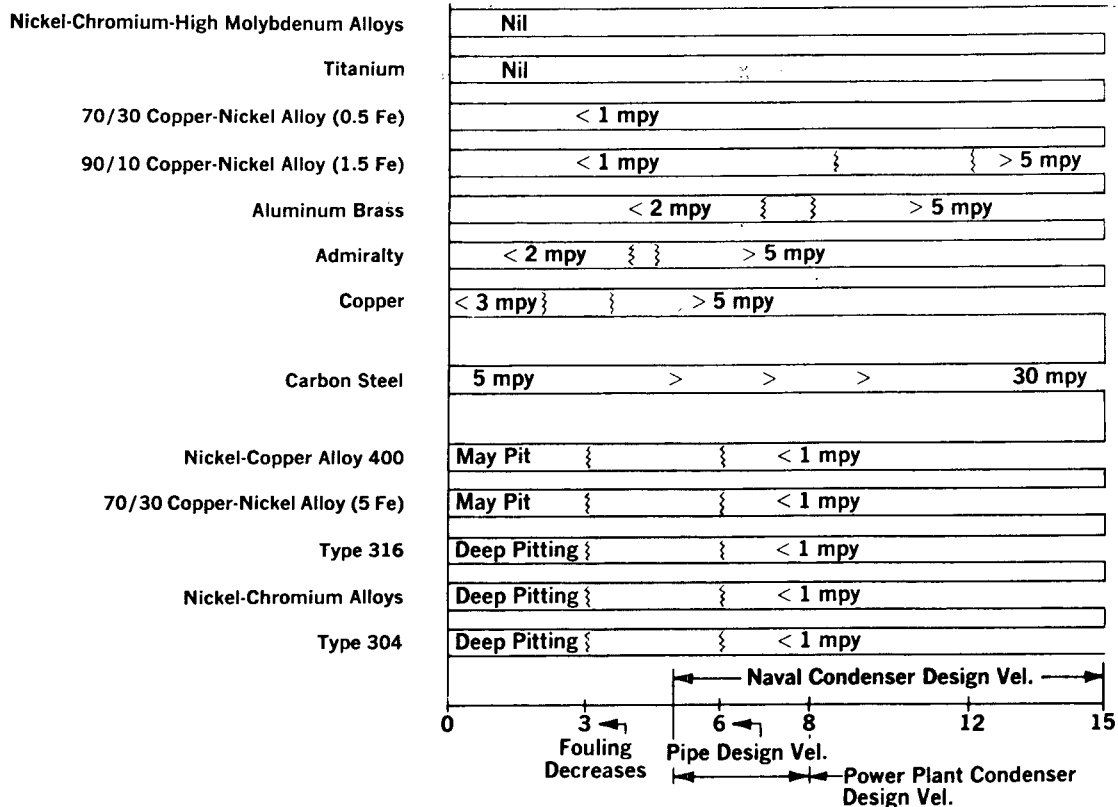 Nickel-Chromium-High Molybdenum Alloys Nil
Titanium Nil
70/30 Copper-Nickel Alloy (0.5 Fe) < 1 mpy
90/10 Copper-Nickel Alloy (1.5 Fe) < 1 mpy > 5 mpy
Aluminum Brass < 2 mpy > 5 mpy
Admiralty < 2 mpy > 5 mpy
Copper < 3 mpy > 5 mpy
Carbon Steel 5 mpy > > > 30 mpy
Nickel-Copper Alloy 400 May Pit < 1 mpy
70/30 Copper-Nickel Alloy (5 Fe) May Pit < 1 mpy
Type 316 Deep Pitting < 1 mpy
Nickel-Chromium Alloys Deep Pitting < 1 mpy
Type 304 Deep Pitting < 1 mpy
Naval Condenser Design Vel.
0 3 6 8 12 15
Fouling Decreases
Pipe Design Vel.
Power Plant Condenser
Design Vel.